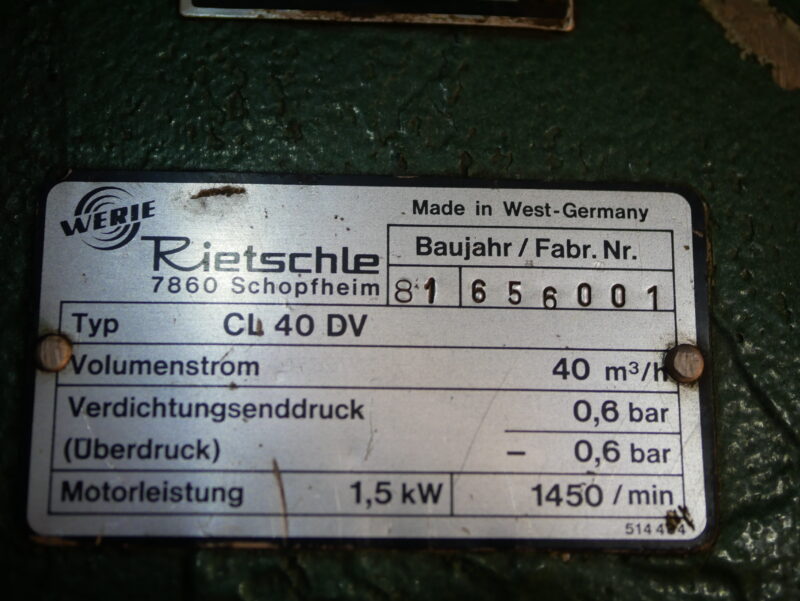 WERIE
Made in West-Germany
Rietschle
Baujahr / Fabr. Nr.
7860 Schopfheim
81 656001
Typ CL 40 DV
Volumenstrom 40 m³/h
Verdichtungsenddruck 0,6 bar
(Überdruck) – 0,6 bar
Motorleistung 1,5 kW 1450 / min